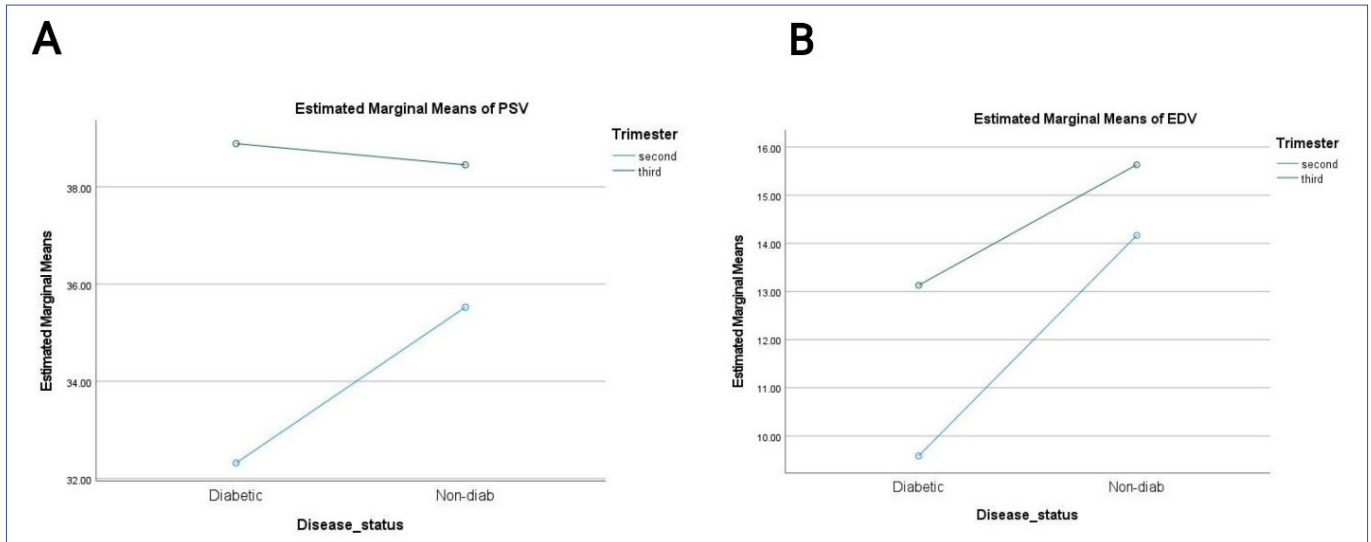 A
Estimated Marginal Means of PSV
Trimester
second
third
Estimated Marginal Means
38.00
36.00
34.00
32.00
Diabetic
Non-diab
Disease_status
B
Estimated Marginal Means of EDV
Trimester
second
third
Estimated Marginal Means
16.00
15.00
14.00
13.00
12.00
11.00
10.00
Diabetic
Non-diab
Disease_status